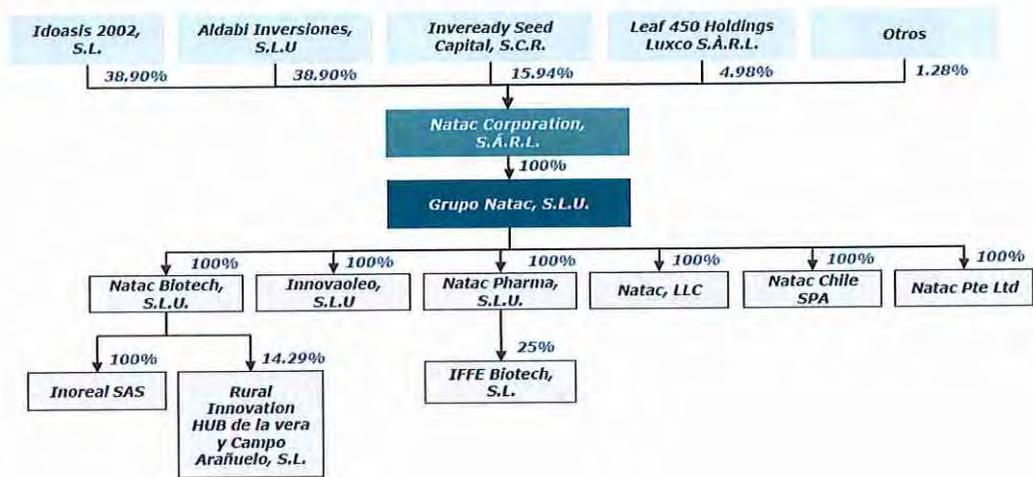 Idoasis 2002,
S.L.
Aldabi Inversiones,
S.L.U
Inveready Seed
Capital, S.C.R.
Leaf 450 Holdings
Luxco S.À.R.L.
Otros
38.90%
38.90%
15.94%
4.98%
1.28%
Natac Corporation,
S.Á.R.L.
100%
Grupo Natac, S.L.U.
100%
100%
100%
100%
100%
100%
Natac Biotech,
S.L.U.
Innovaoleo,
S.L.U
Natac Pharma,
S.L.U.
Natac, LLC
Natac Chile
SPA
Natac Pte Ltd
100%
14.29%
25%
Inoreal SAS
Rural
Innovation
HUB de la vera
y Campo
Arañuelo, S.L.
IFFE Biotech,
S.L.